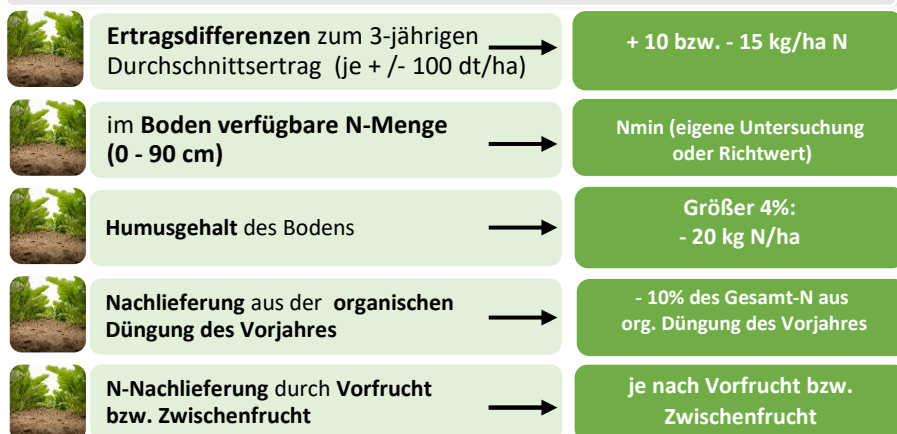 Ertragsdifferenzen zum 3-jährigen
Durchschnittsertrag (je + /- 100 dt/ha)
+ 10 bzw. - 15 kg/ha N
im Boden verfügbare N-Menge
(0 - 90 cm)
Nmin (eigene Untersuchung
oder Richtwert)
Humusgehalt des Bodens
Größer 4%:
- 20 kg N/ha
Nachlieferung aus der organischen
Düngung des Vorjahres
- 10% des Gesamt-N aus
org. Düngung des Vorjahres
N-Nachlieferung durch Vorfrucht
bzw. Zwischenfrucht
je nach Vorfrucht bzw.
Zwischenfrucht